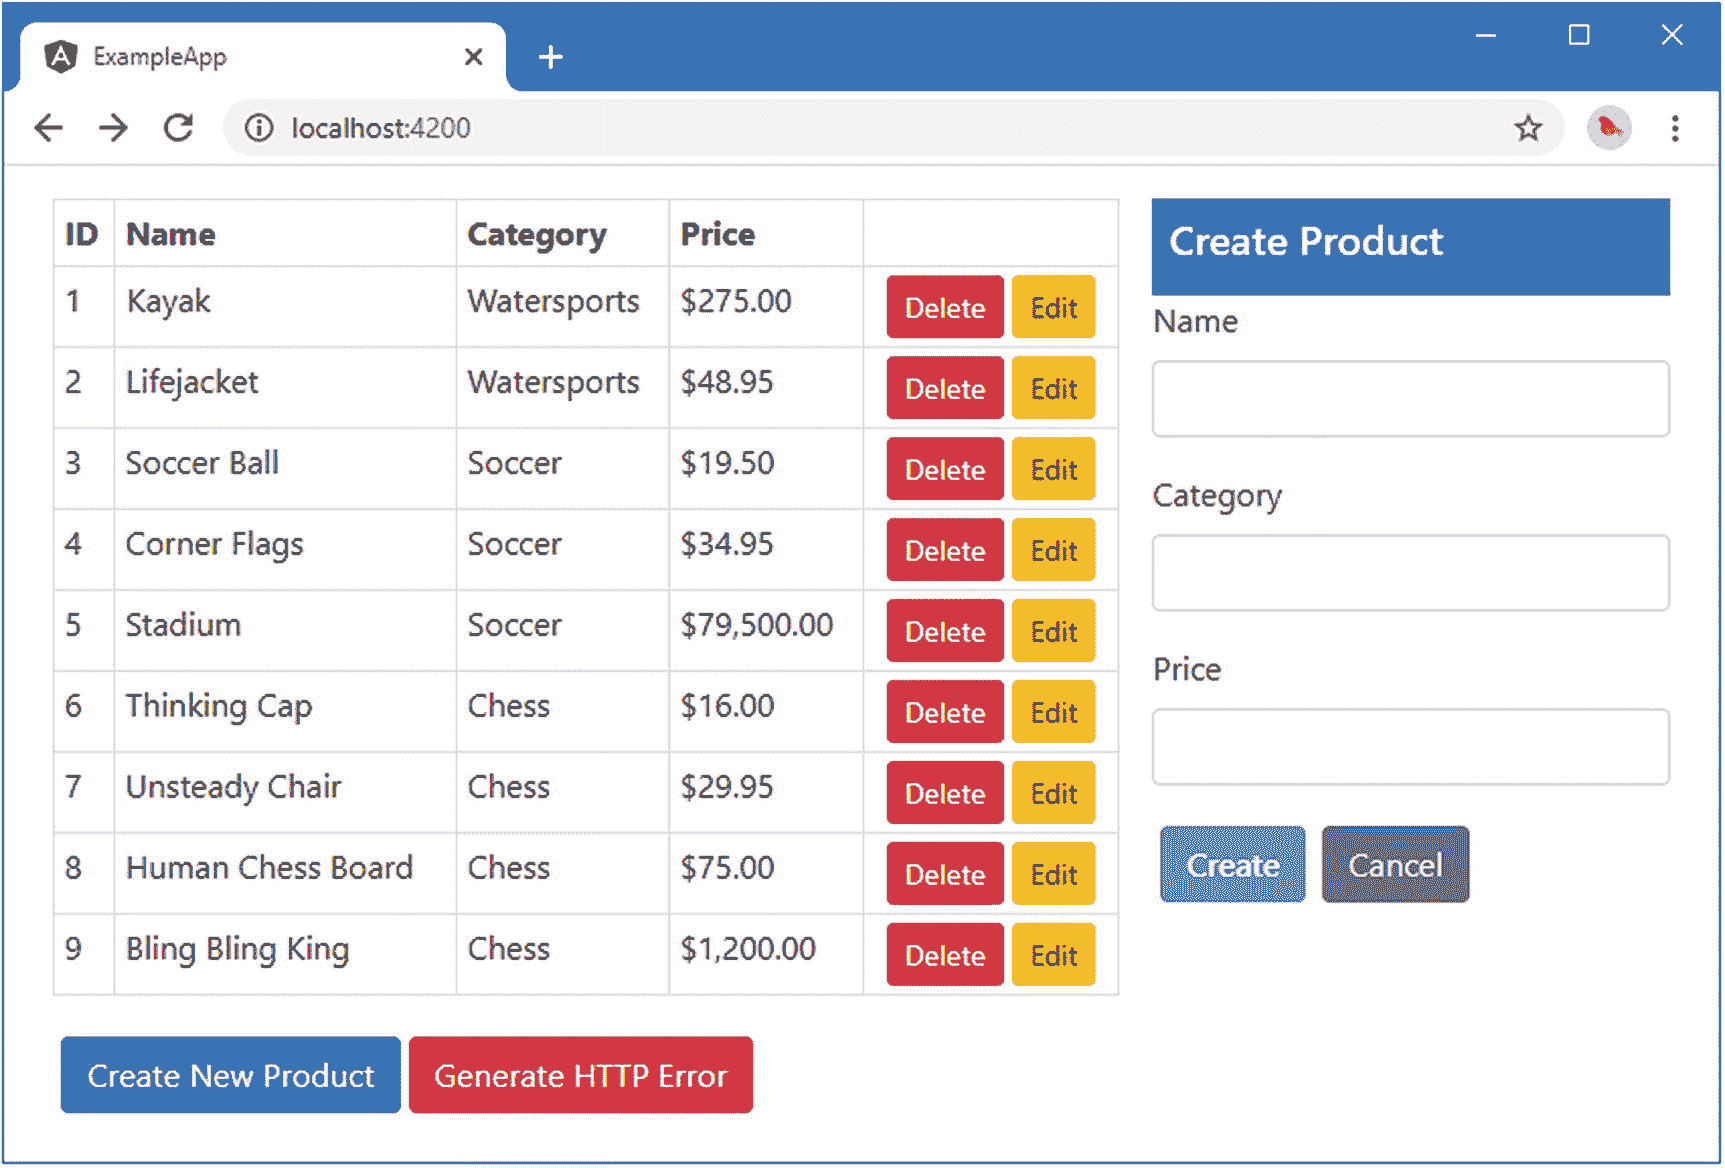 ExampleApp
localhost:4200
ID Name Category Price
1 Kayak Watersports $275.00 Delete Edit
2 Lifejacket Watersports $48.95 Delete Edit
3 Soccer Ball Soccer $19.50 Delete Edit
4 Corner Flags Soccer $34.95 Delete Edit
5 Stadium Soccer $79,500.00 Delete Edit
6 Thinking Cap Chess $16.00 Delete Edit
7 Unsteady Chair Chess $29.95 Delete Edit
8 Human Chess Board Chess $75.00 Delete Edit
9 Bling Bling King Chess $1,200.00 Delete Edit
Create New Product Generate HTTP Error
Create Product
Name
Category
Price
Create Cancel